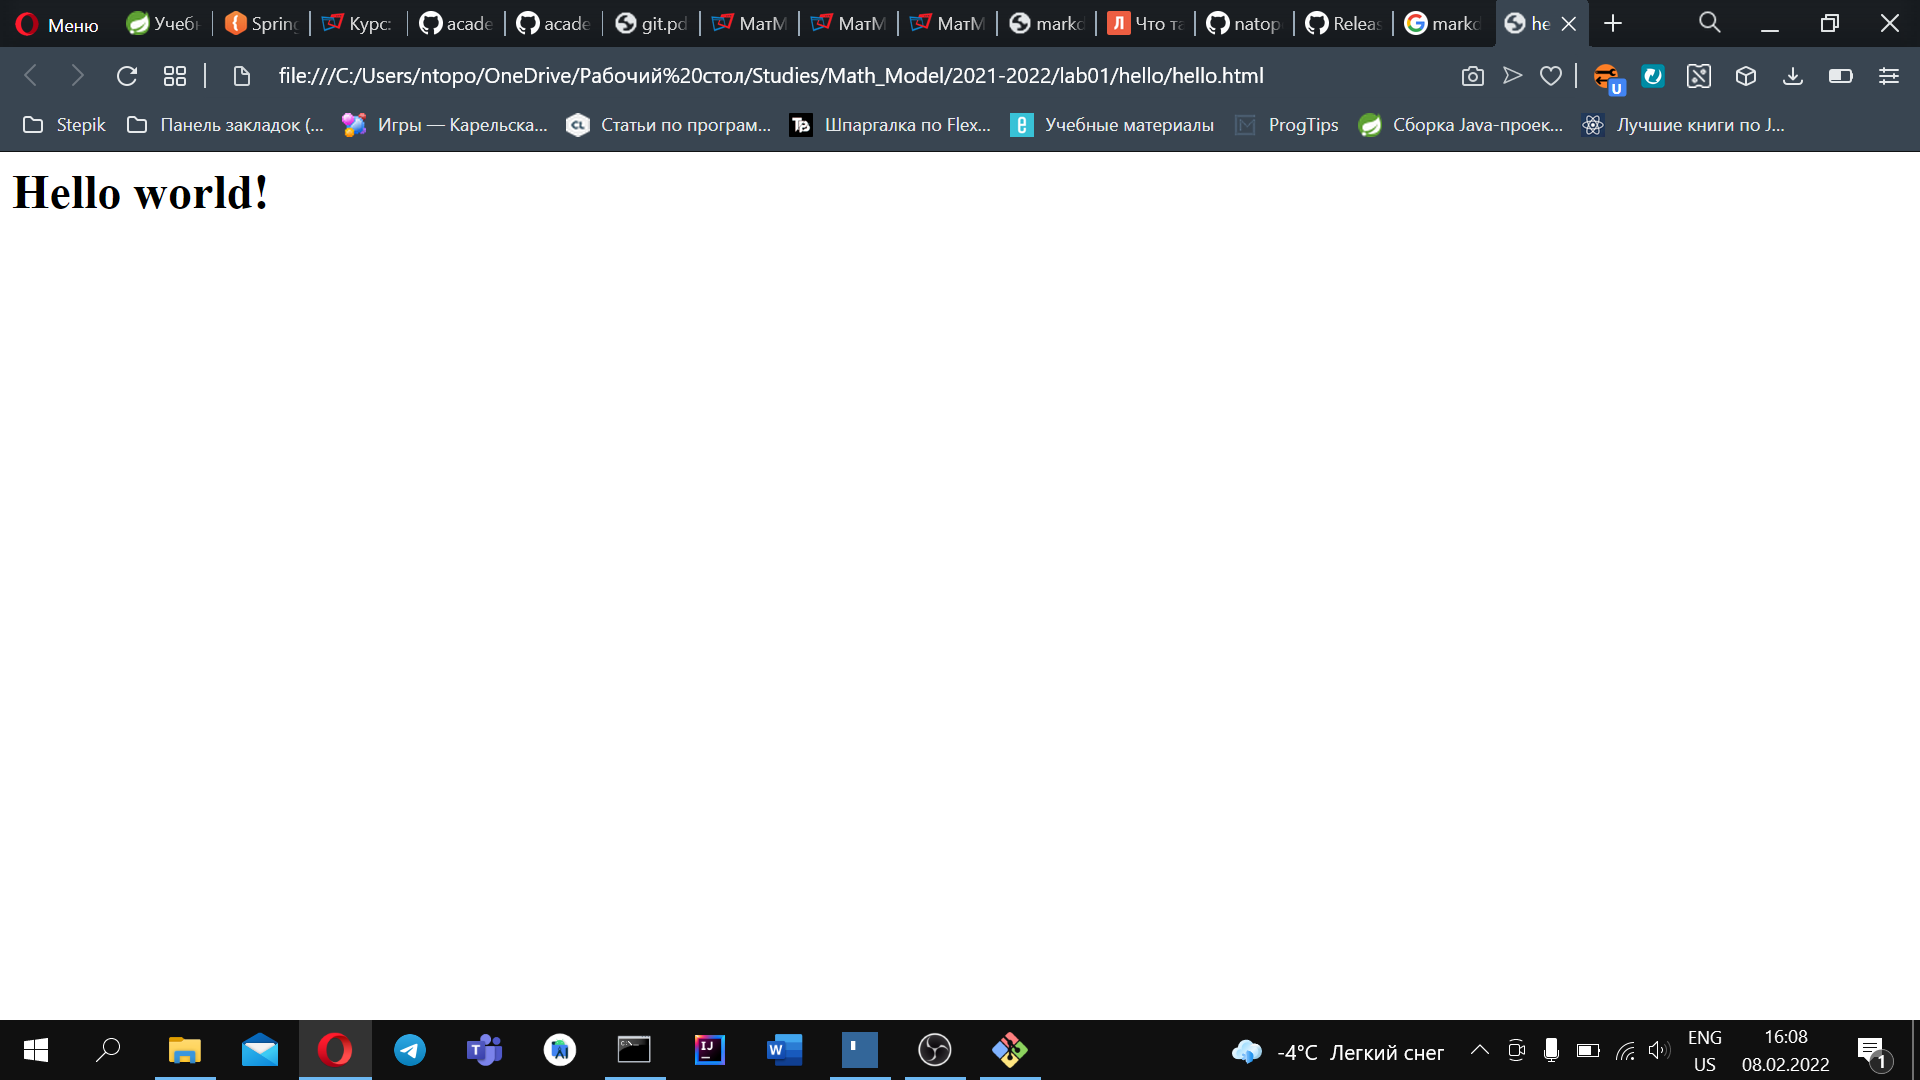 Меню Учебн Spring Курс: acade acade git.pd МатМ МатМ МатМ markd Что та natop Releas markd he
file:///C:/Users/ntopo/OneDrive/Рабочий%20стол/Studies/Math_Model/2021-2022/lab01/hello/hello.html
Stepik Панель закладок (... Игры — Карельска... Статьи по програм... Шпаргалка по Flex... Учебные материалы ProgTips Сборка Java-проек... Лучшие книги по J...
Hello world!
-4°C Легкий снег ENG 16:08
US 08.02.2022 1